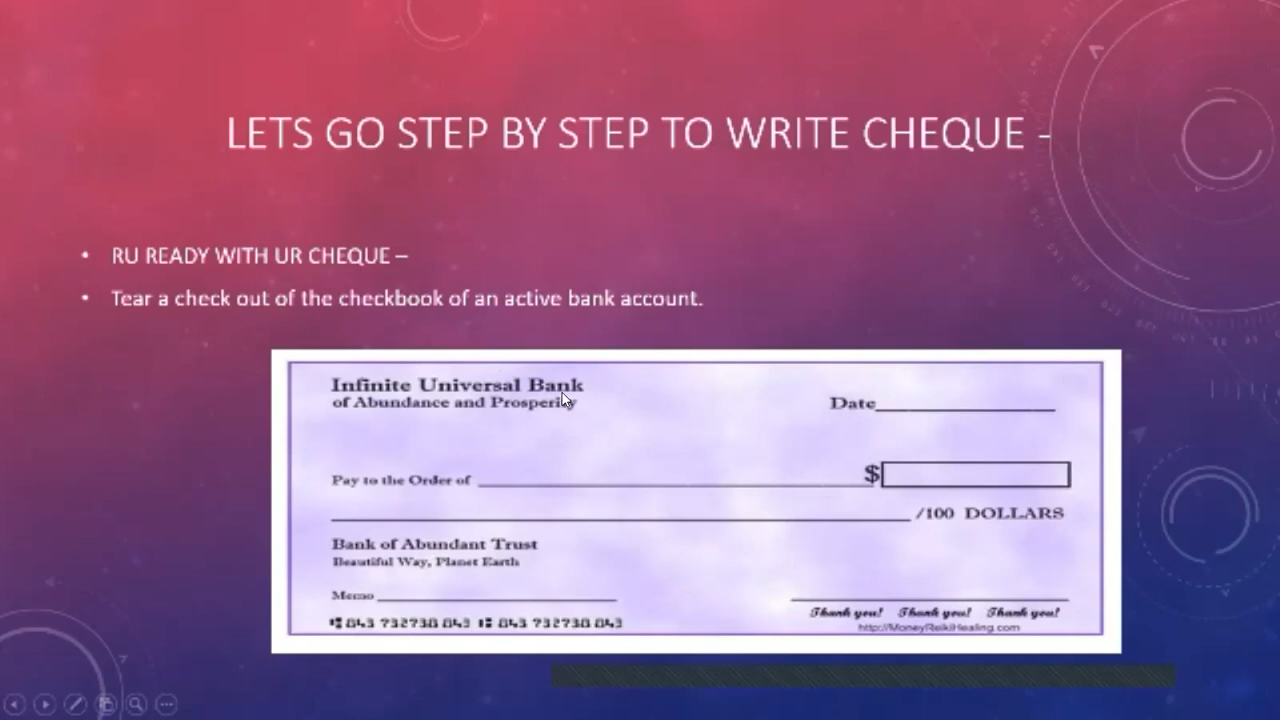 LETS GO STEP BY STEP TO WRITE CHEQUE -
• RU READY WITH UR CHEQUE –
• Tear a check out of the checkbook of an active bank account.
Infinite Universal Bank
of Abundance and Prosperity
Date
Pay to the Order of $
/100 DOLLARS
Bank of Abundant Trust
Beautiful Way, Planet Earth
Memo
Thank you! Thank you! Thank you!
843 732738 843 843 732738 843
http://MoneyReikiHealing.com